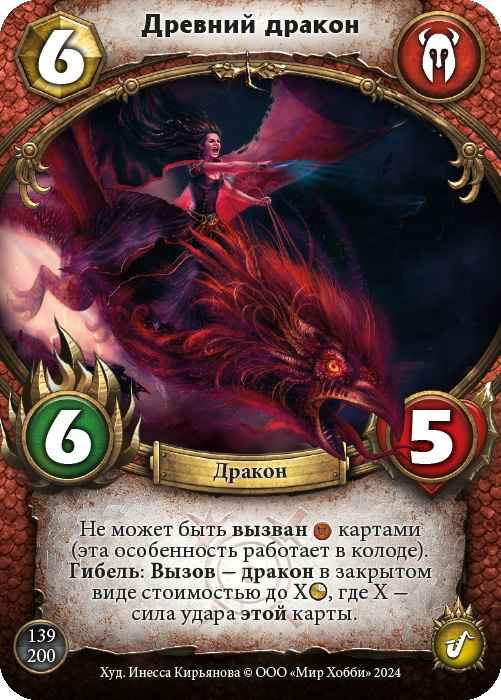 6
Древний дракон
6
5
Дракон
Не может быть вызван картами
(эта особенность работает в колоде).
Гибель: Вызов – дракон в закрытом
виде стоимостью до X, где X –
сила удара этой карты.
139
200
Худ. Инесса Кирьянова © ООО «Мир Хобби» 2024